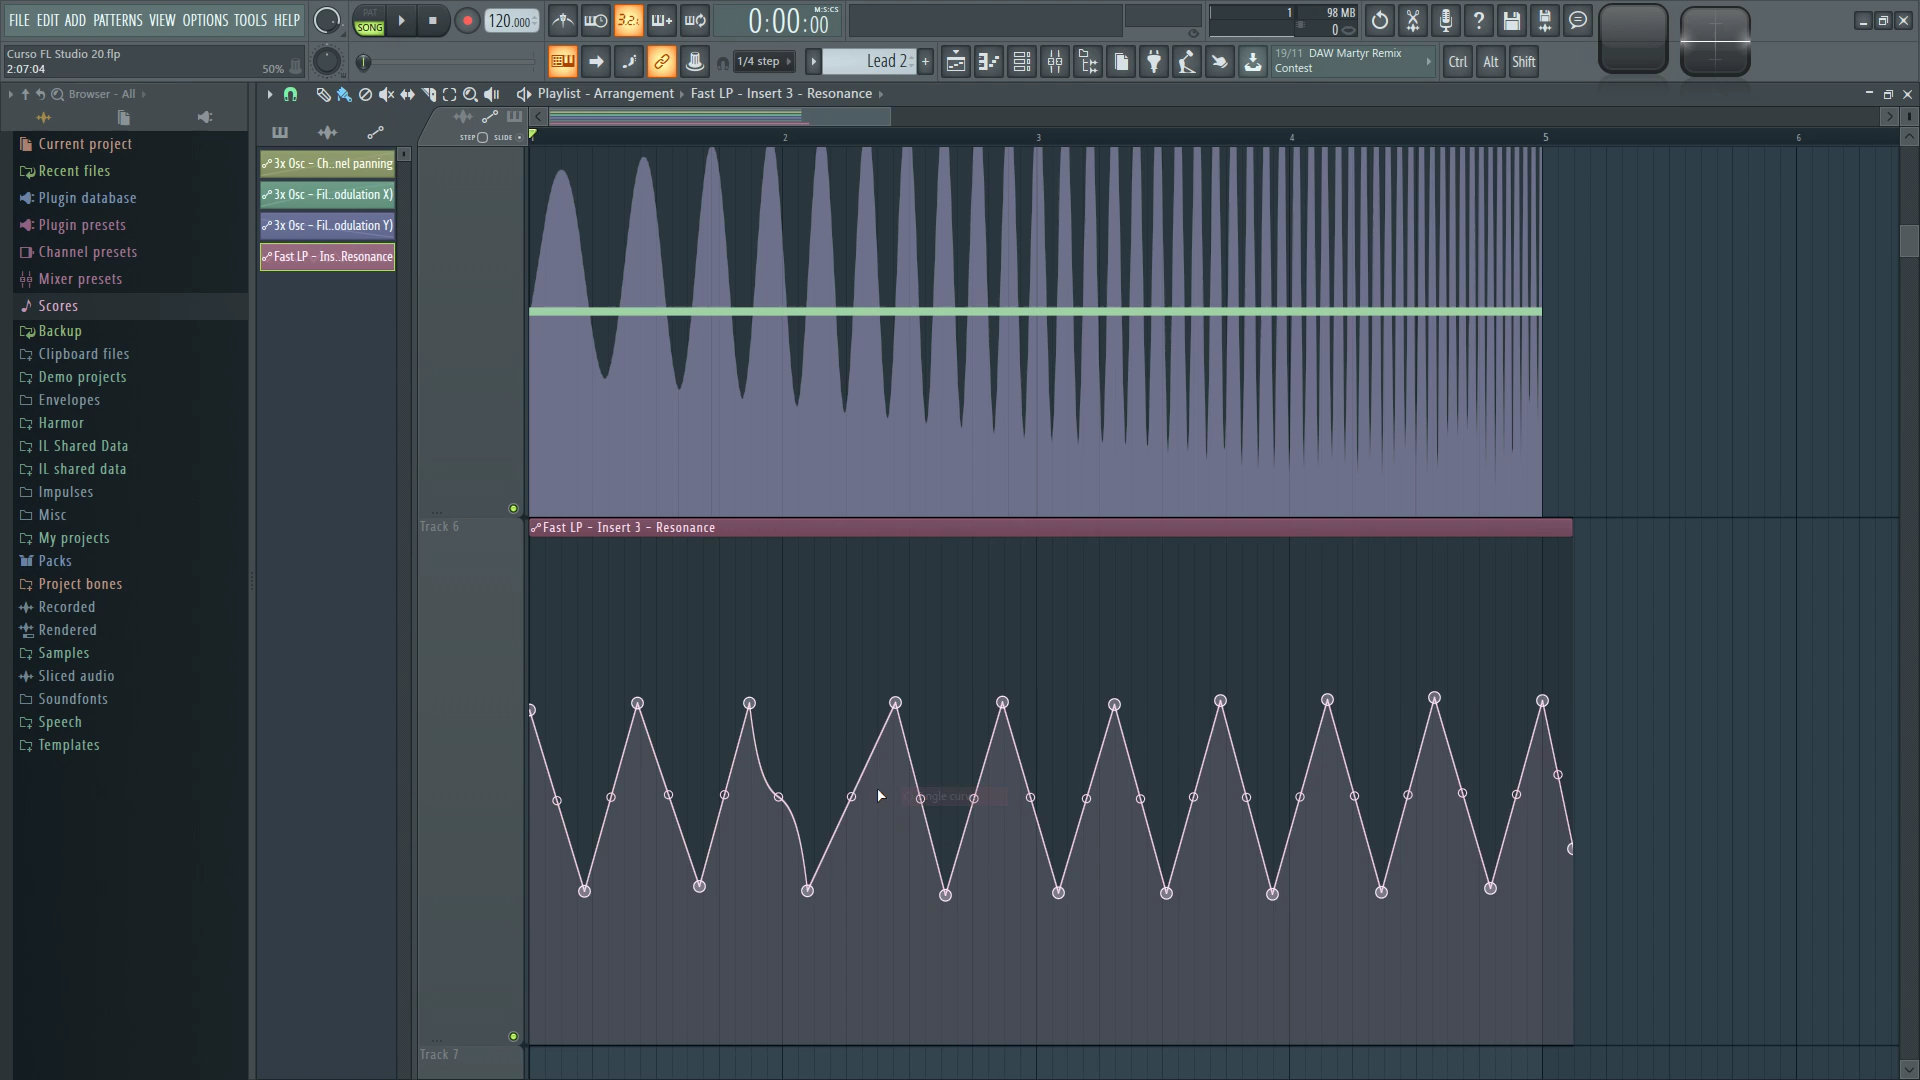 FILE EDIT ADD PATTERNS VIEW OPTIONS TOOLS HELP
PAT
SONG
120.000
3.2.
0:00:00
M:S:CS
1
98 MB
0
Curso FL Studio 20.flp
2:07:04
50%
1/4 step
Lead 2
+
19/11 DAW Martyr Remix
Contest
Ctrl
Alt
Shift
Browser - All
Playlist - Arrangement
Fast LP - Insert 3 - Resonance
STEP
SLIDE
2
3
4
5
6
Current project
Recent files
Plugin database
Plugin presets
Channel presets
Mixer presets
Scores
Backup
Clipboard files
Demo projects
Envelopes
Harmor
IL Shared Data
IL shared data
Impulses
Misc
My projects
Packs
Project bones
Recorded
Rendered
Samples
Sliced audio
Soundfonts
Speech
Templates
3x Osc - Ch..nel panning
3x Osc - Fil..odulation X)
3x Osc - Fil..odulation Y)
Fast LP - Ins..Resonance
Track 6
Fast LP - Insert 3 - Resonance
Track 7